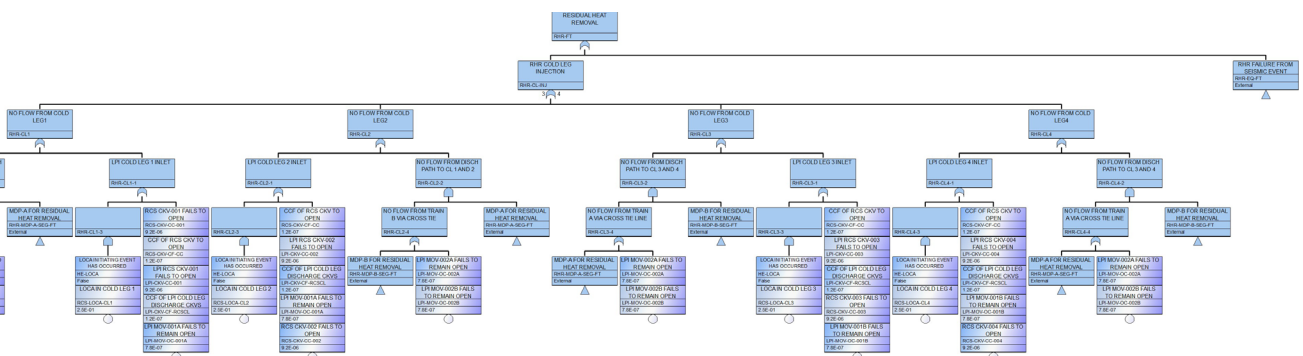 RESIDUAL HEAT
REMOVAL
RHR-FT
RHR COLD LEG
INJECTION
RHR-CL-INJ
3
4
RHR FAILURE FROM
SEISMIC EVENT
RHR-EQ-FT
External
NO FLOW FROM COLD
LEG1
RHR-CL1
NO FLOW FROM COLD
LEG2
RHR-CL2
NO FLOW FROM COLD
LEG3
RHR-CL3
NO FLOW FROM COLD
LEG4
RHR-CL4
LPI COLD LEG 1 INLET
RHR-CL1-1
LPI COLD LEG 2 INLET
RHR-CL2-1
NO FLOW FROM DISCH
PATH TO CL 1 AND 2
RHR-CL2-2
NO FLOW FROM DISCH
PATH TO CL 3 AND 4
RHR-CL3-2
LPI COLD LEG 3 INLET
RHR-CL3-1
LPI COLD LEG 4 INLET
RHR-CL4-1
NO FLOW FROM DISCH
PATH TO CL 3 AND 4
RHR-CL4-2
MDP-A FOR RESIDUAL
HEAT REMOVAL
RHR-MDP-A-SEG-FT
External
RHR-CL1-3
LOCA INITIATING EVENT
HAS OCCURRED
HE-LOCA
False
LOCA IN COLD LEG 1
RCS-LOCA-CL1
2.5E-01
RCS CKV-001 FAILS TO
OPEN
RCS-CKV-CC-001
9.2E-06
CCF OF RCS CKV TO
OPEN
RCS-CKV-CF-CC
1.2E-07
LPI RCS CKV-001
FAILS TO OPEN
LPI-CKV-CC-001
9.2E-06
CCF OF LPI COLD LEG
DISCHARGE CKVS
LPI-CKV-CF-RCSCL
1.2E-07
LPI MOV-001A FAILS TO
REMAIN OPEN
LPI-MOV-OC-001A
7.8E-07
RHR-CL2-3
LOCA INITIATING EVENT
HAS OCCURRED
HE-LOCA
False
LOCA IN COLD LEG 2
RCS-LOCA-CL2
2.5E-01
CCF OF RCS CKV TO
OPEN
RCS-CKV-CF-CC
1.2E-07
LPI RCS CKV-002
FAILS TO OPEN
LPI-CKV-CC-002
9.2E-06
CCF OF LPI COLD LEG
DISCHARGE CKVS
LPI-CKV-CF-RCSCL
1.2E-07
LPI MOV-001A FAILS TO
REMAIN OPEN
LPI-MOV-OC-001A
7.8E-07
RCS CKV-002 FAILS TO
OPEN
RCS-CKV-CC-002
9.2E-06
NO FLOW FROM TRAIN
B VIA CROSS TIE
RHR-CL2-4
MDP-B FOR RESIDUAL
HEAT REMOVAL
RHR-MDP-B-SEG-FT
External
LPI MOV-002A FAILS TO
REMAIN OPEN
LPI-MOV-OC-002A
7.8E-07
LPI MOV-002B FAILS
TO REMAIN OPEN
LPI-MOV-OC-002B
7.8E-07
MDP-A FOR RESIDUAL
HEAT REMOVAL
RHR-MDP-A-SEG-FT
External
NO FLOW FROM TRAIN
A VIA CROSS TIE LINE
RHR-CL3-4
MDP-A FOR RESIDUAL
HEAT REMOVAL
RHR-MDP-A-SEG-FT
External
LPI MOV-002A FAILS TO
REMAIN OPEN
LPI-MOV-OC-002A
7.8E-07
LPI MOV-002B FAILS
TO REMAIN OPEN
LPI-MOV-OC-002B
7.8E-07
MDP-B FOR RESIDUAL
HEAT REMOVAL
RHR-MDP-B-SEG-FT
External
RHR-CL3-3
LOCA INITIATING EVENT
HAS OCCURRED
HE-LOCA
False
LOCA IN COLD LEG 3
RCS-LOCA-CL3
2.5E-01
CCF OF RCS CKV TO
OPEN
RCS-CKV-CF-CC
1.2E-07
LPI RCS CKV-003
FAILS TO OPEN
LPI-CKV-CC-003
9.2E-06
CCF OF LPI COLD LEG
DISCHARGE CKVS
LPI-CKV-CF-RCSCL
1.2E-07
RCS CKV-003 FAILS TO
OPEN
RCS-CKV-CC-003
9.2E-06
LPI MOV-001B FAILS
TO REMAIN OPEN
LPI-MOV-OC-001B
7.8E-07
RHR-CL4-3
LOCA INITIATING EVENT
HAS OCCURRED
HE-LOCA
False
LOCA IN COLD LEG 4
RCS-LOCA-CL4
2.5E-01
CCF OF RCS CKV TO
OPEN
RCS-CKV-CF-CC
1.2E-07
LPI RCS CKV-004
FAILS TO OPEN
LPI-CKV-CC-004
9.2E-06
CCF OF LPI COLD LEG
DISCHARGE CKVS
LPI-CKV-CF-RCSCL
1.2E-07
LPI MOV-001B FAILS
TO REMAIN OPEN
LPI-MOV-OC-001B
7.8E-07
RCS CKV-004 FAILS TO
OPEN
RCS-CKV-CC-004
9.2E-06
NO FLOW FROM TRAIN
A VIA CROSS TIE LINE
RHR-CL4-4
MDP-A FOR RESIDUAL
HEAT REMOVAL
RHR-MDP-A-SEG-FT
External
LPI MOV-002A FAILS TO
REMAIN OPEN
LPI-MOV-OC-002A
7.8E-07
LPI MOV-002B FAILS
TO REMAIN OPEN
LPI-MOV-OC-002B
7.8E-07
MDP-B FOR RESIDUAL
HEAT REMOVAL
RHR-MDP-B-SEG-FT
External